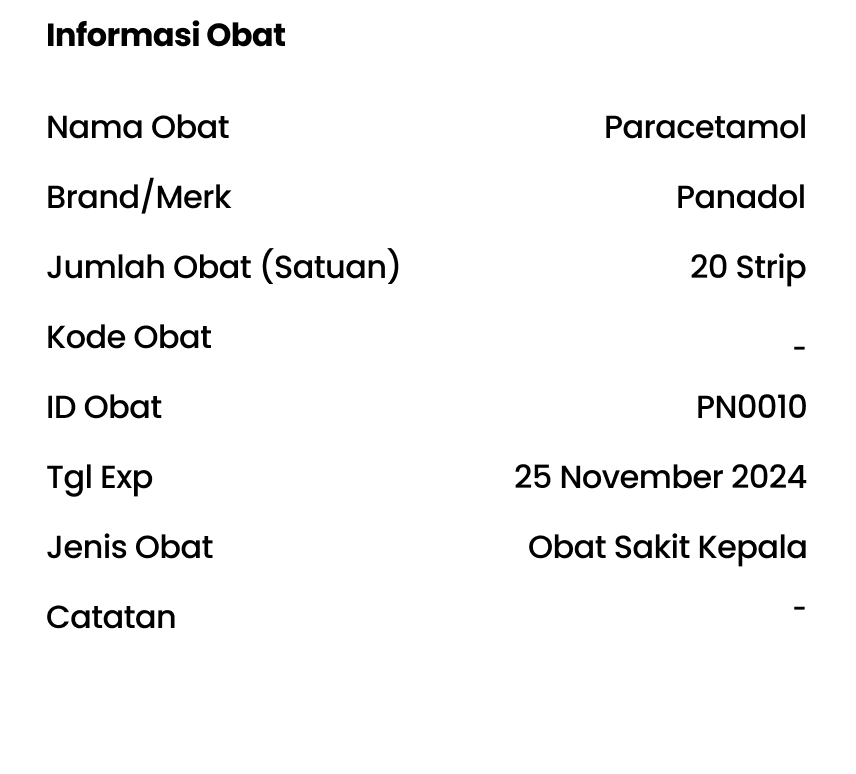 Informasi Obat
Nama Obat Paracetamol
Brand/Merk Panadol
Jumlah Obat (Satuan) 20 Strip
Kode Obat -
ID Obat PN0010
Tgl Exp 25 November 2024
Jenis Obat Obat Sakit Kepala
Catatan -